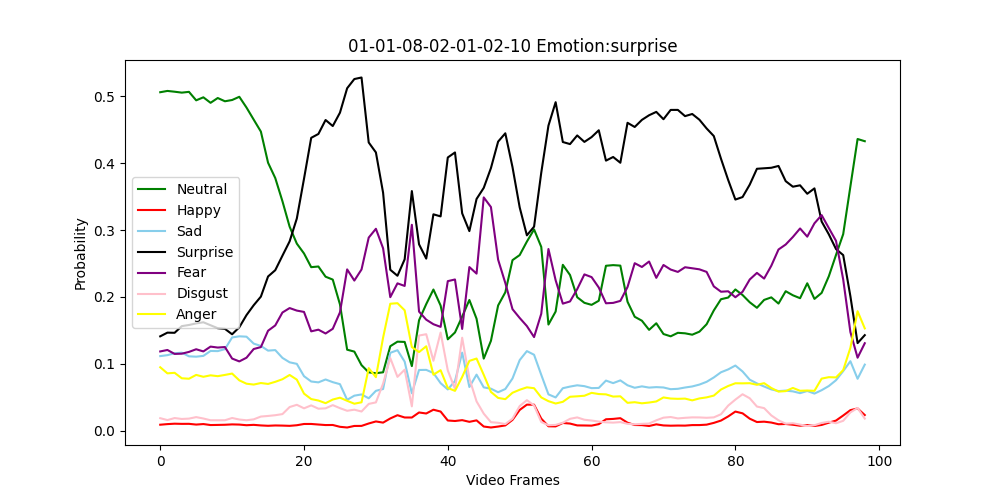 01-01-08-02-01-02-10 Emotion:surprise
Probability
0.5
0.4
0.3
0.2
0.1
0.0
Neutral
Happy
Sad
Surprise
Fear
Disgust
Anger
0 20 40 60 80 100
Video Frames